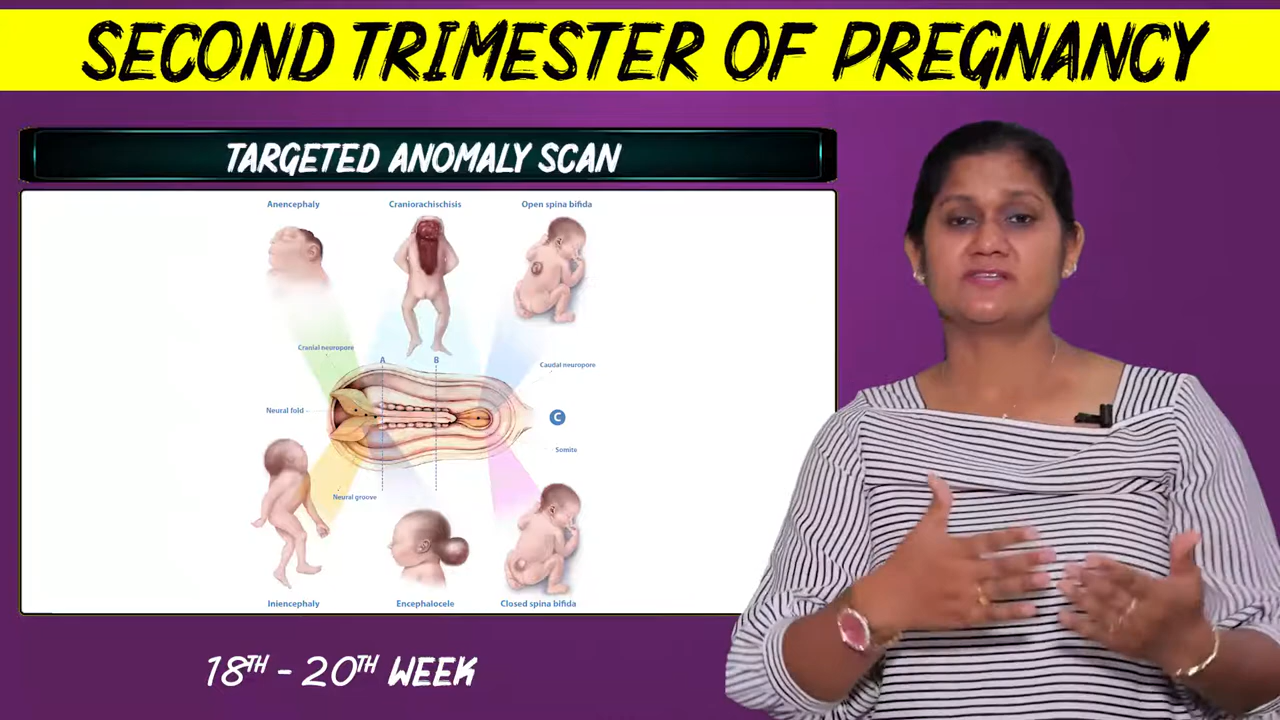 SECOND TRIMESTER OF PREGNANCY
TARGETED ANOMALY SCAN
Anencephaly
Craniorachischisis
Open spina bifida
Cranial neuropore
A
B
Caudal neuropore
Neural fold
C
Somite
Neural groove
Iniencephaly
Encephalocele
Closed spina bifida
18TH - 20TH WEEK